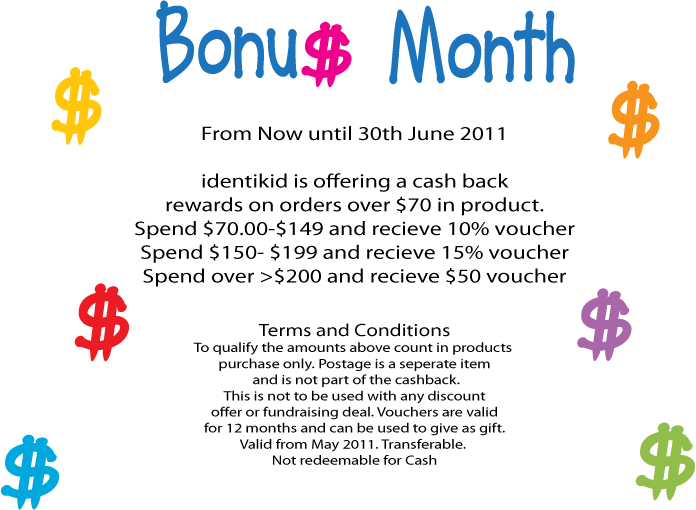 Bonu$ Month
From Now until 30th June 2011
identikid is offering a cash back
rewards on orders over $70 in product.
Spend $70.00-$149 and recieve 10% voucher
Spend $150- $199 and recieve 15% voucher
Spend over >$200 and recieve $50 voucher
Terms and Conditions
To qualify the amounts above count in products
purchase only. Postage is a seperate item
and is not part of the cashback.
This is not to be used with any discount
offer or fundraising deal. Vouchers are valid
for 12 months and can be used to give as gift.
Valid from May 2011. Transferable.
Not redeemable for Cash